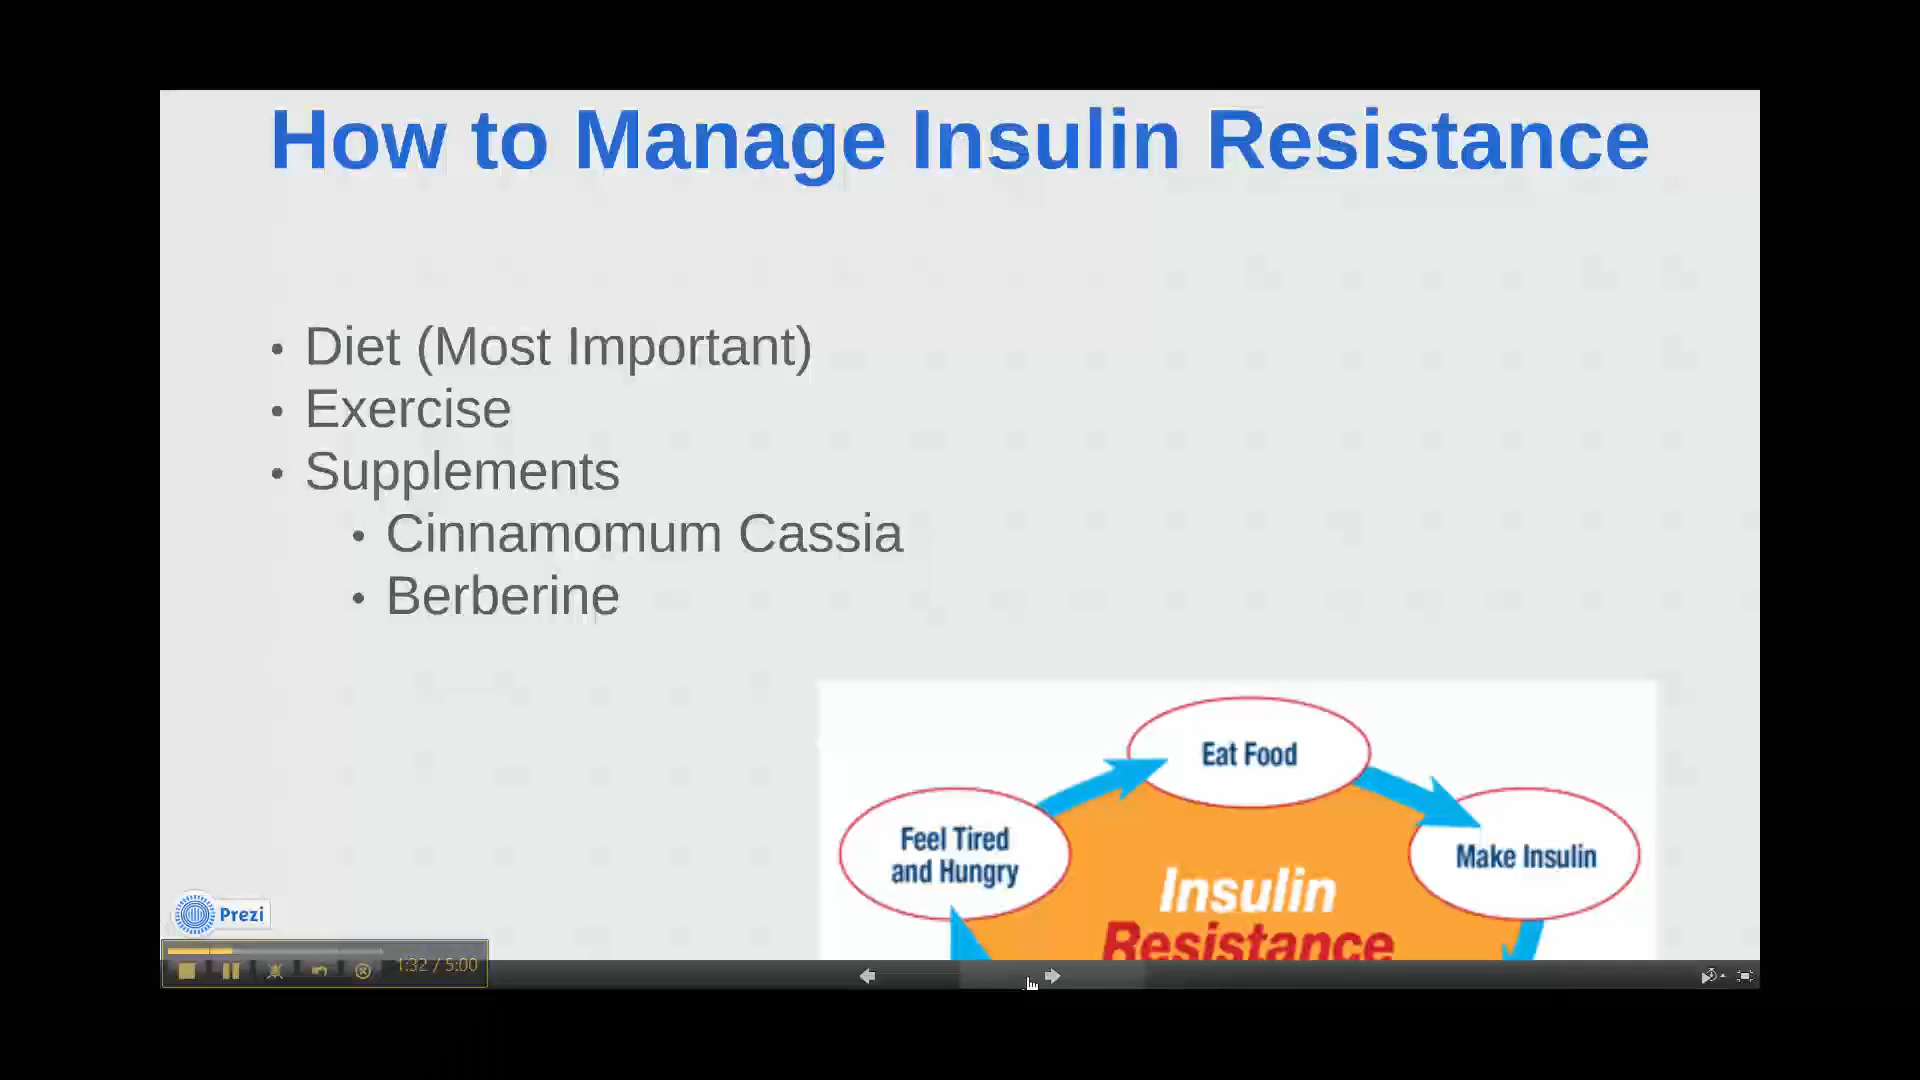 How to Manage Insulin Resistance
• Diet (Most Important)
• Exercise
• Supplements
• Cinnamomum Cassia
• Berberine
Eat Food
Feel Tired
and Hungry
Make Insulin
Insulin
Resistance
Prezi
1:32 / 5:00